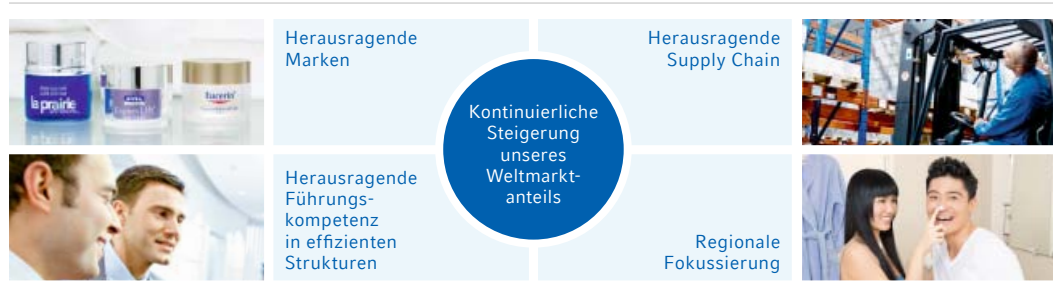 la prairie
NIVEA
Eucerin
Herausragende
Marken
Herausragende
Supply Chain
Kontinuierliche
Steigerung
unseres
Weltmarkt-
anteils
Herausragende
Führungs-
kompetenz
in effizienten
Strukturen
Regionale
Fokussierung